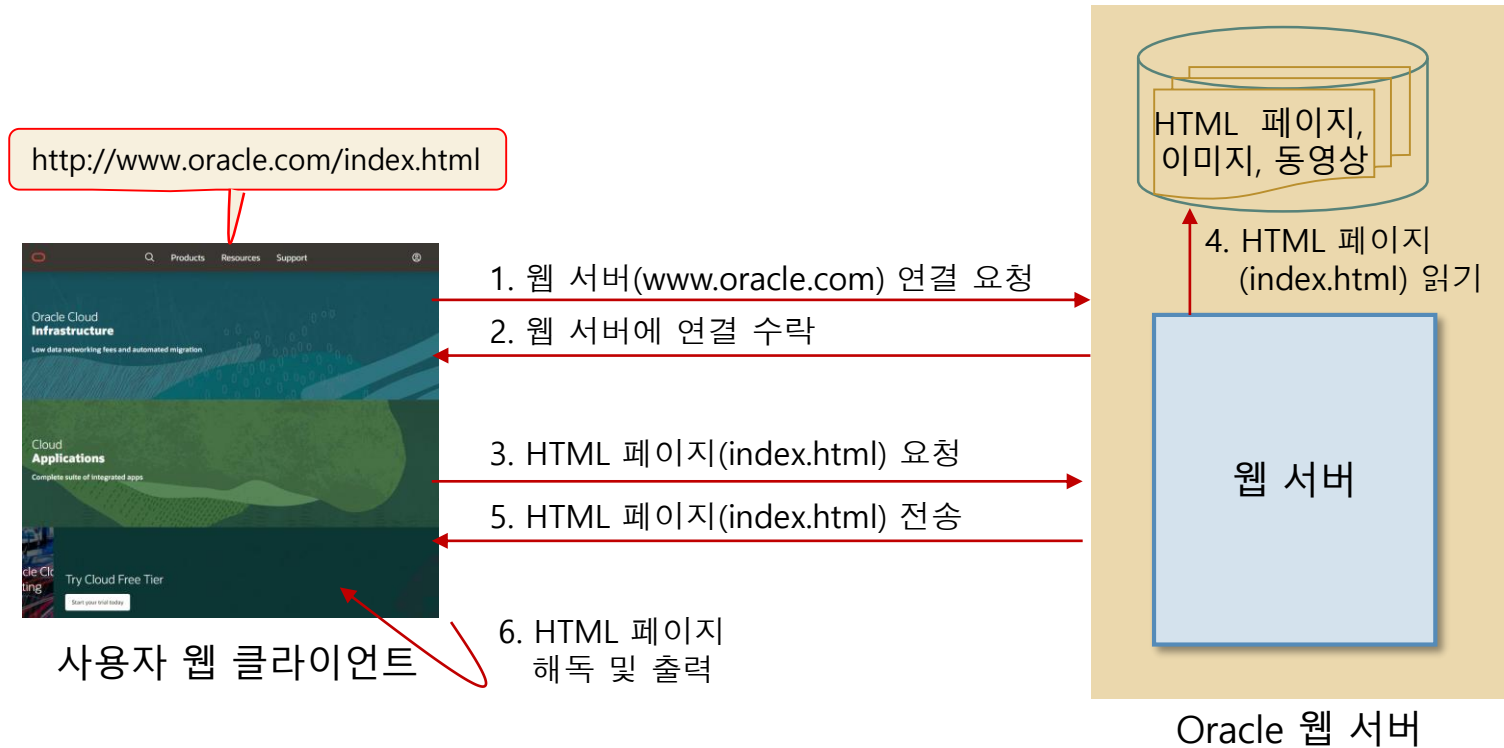 HTML 페이지,
이미지, 동영상
http://www.oracle.com/index.html
4. HTML 페이지
(index.html) 읽기
Products Resources Support
1. 웹 서버(www.oracle.com) 연결 요청
Oracle Cloud
Infrastructure
Low data networking fees and automated migration
2. 웹 서버에 연결 수락
Cloud
Applications
Complete suite of integrated apps
3. HTML 페이지(index.html) 요청
웹 서버
5. HTML 페이지(index.html) 전송
Try Cloud Free Tier
Start your trial today
6. HTML 페이지
해독 및 출력
사용자 웹 클라이언트
Oracle 웹 서버